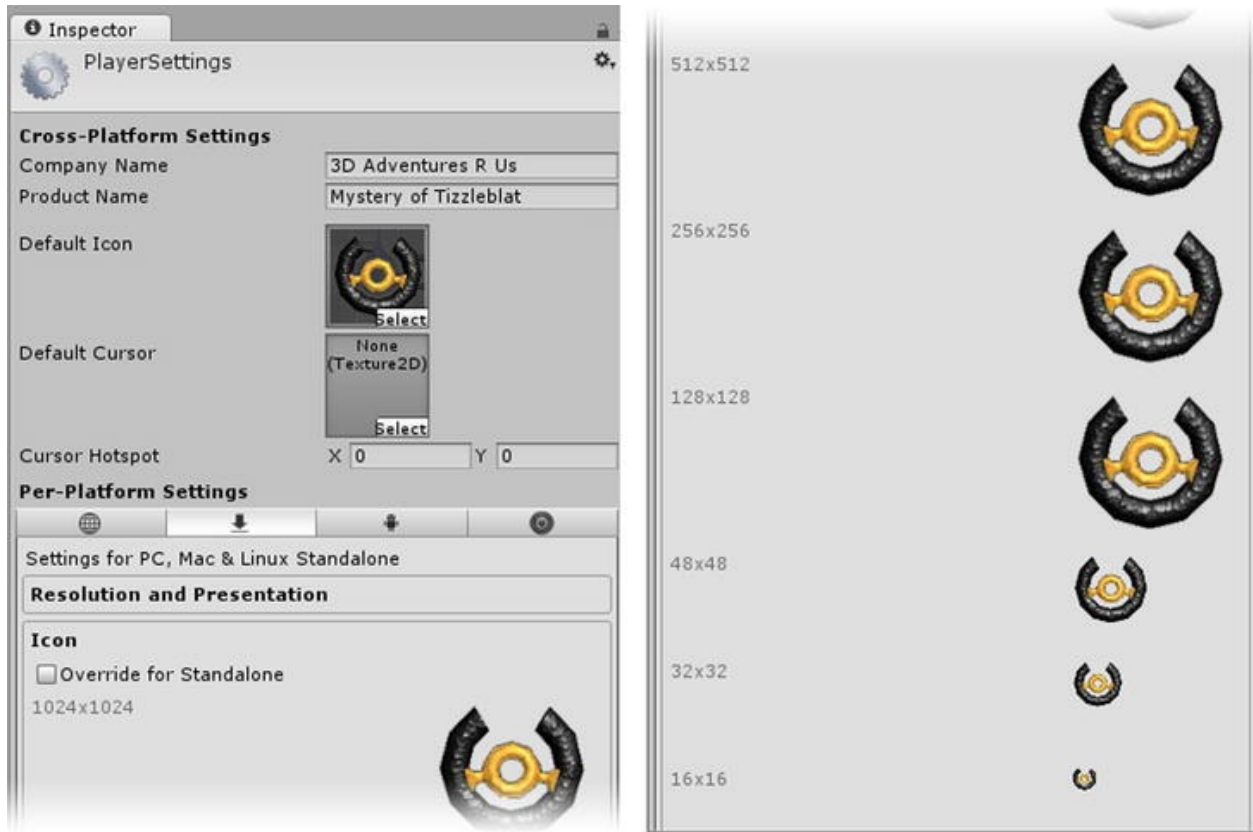 Inspector
PlayerSettings
Cross-Platform Settings
Company Name 3D Adventures R Us
Product Name Mystery of Tizzleblat
Default Icon
Select
Default Cursor
None
(Texture2D)
Select
Cursor Hotspot X 0 Y 0
Per-Platform Settings
Settings for PC, Mac & Linux Standalone
Resolution and Presentation
Icon
Override for Standalone
1024x1024
512x512
256x256
128x128
48x48
32x32
16x16